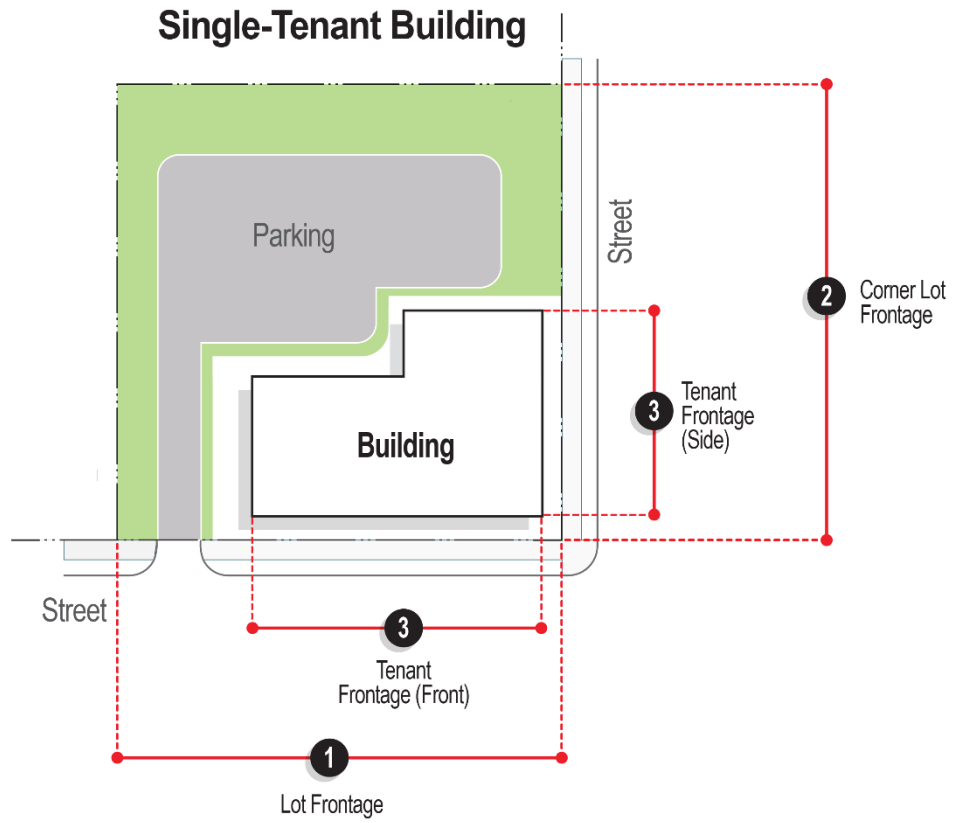 Single-Tenant Building
Parking
Street
2
Corner Lot
Frontage
3
Tenant
Frontage
(Side)
Building
Street
3
Tenant
Frontage (Front)
1
Lot Frontage